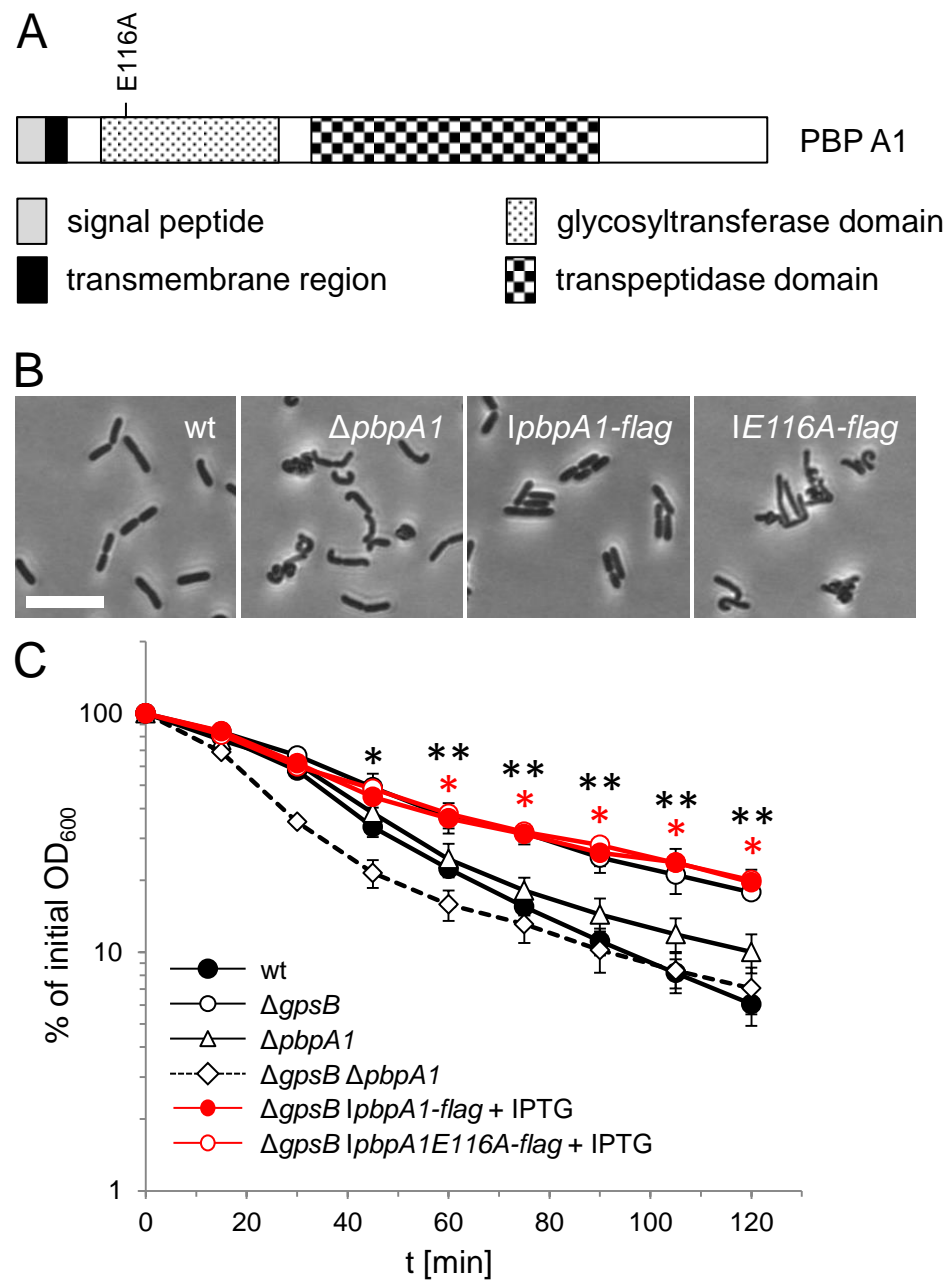 A
E116A
PBP A1
signal peptide
glycosyltransferase domain
transmembrane region
transpeptidase domain
B
wt
ΔpbpA1
IpbpA1-flag
IE116A-flag
C
% of initial OD600
100
10
1
* ** ** ** ** **
* * * * *
wt
ΔgpsB
ΔpbpA1
ΔgpsB ΔpbpA1
ΔgpsB IpbpA1-flag + IPTG
ΔgpsB IpbpA1E116A-flag + IPTG
0 20 40 60 80 100 120
t [min]